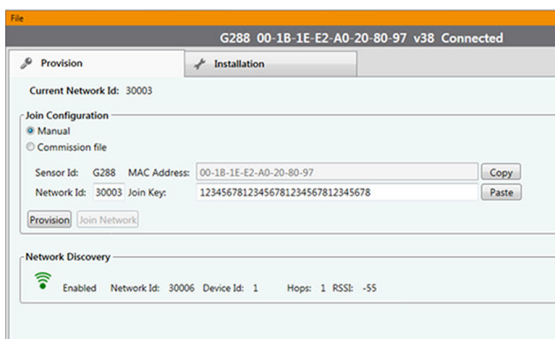 File
G288 00-1B-1E-E2-A0-20-80-97 v38 Connected
Provision Installation
Current Network Id: 30003
Join Configuration
Manual
Commission file
Sensor Id: G288 MAC Address: 00-1B-1E-E2-A0-20-80-97 Copy
Network Id: 30003 Join Key: 12345678123456781234567812345678 Paste
Provision Join Network
Network Discovery
Enabled Network Id: 30006 Device Id: 1 Hops: 1 RSSI: -55